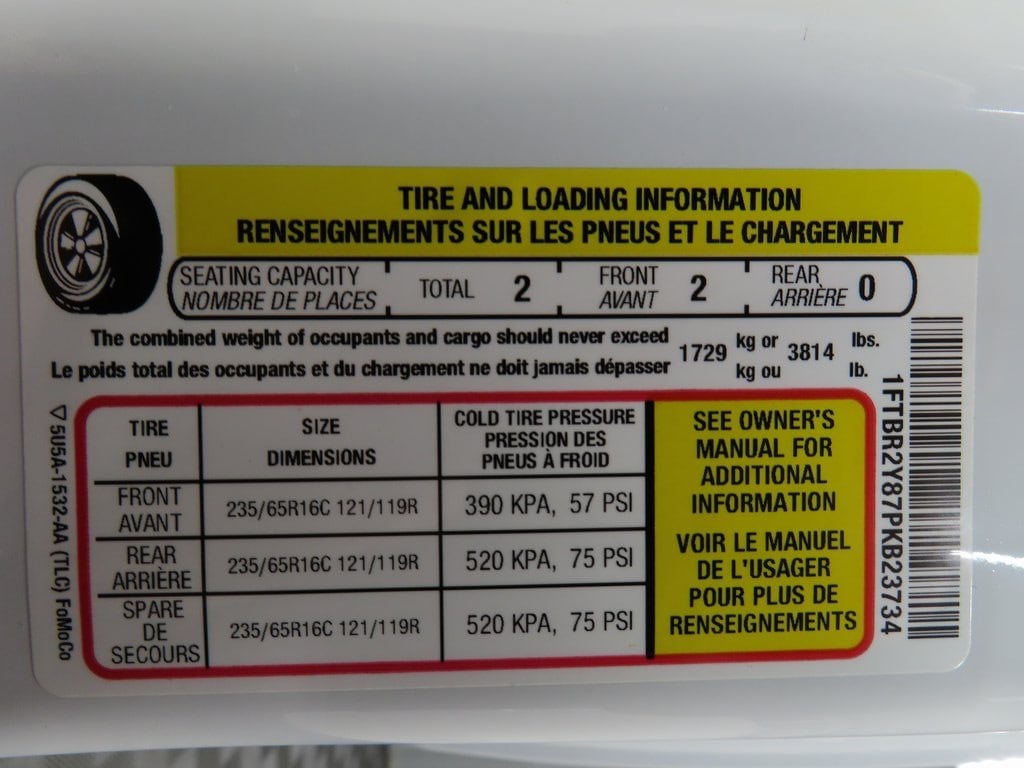 TIRE AND LOADING INFORMATION
RENSEIGNEMENTS SUR LES PNEUS ET LE CHARGEMENT
SEATING CAPACITY TOTAL 2 FRONT 2 REAR 0
NOMBRE DE PLACES AVANT ARRIÈRE
The combined weight of occupants and cargo should never exceed 1729 kg or 3814 lbs.
Le poids total des occupants et du chargement ne doit jamais dépasser kg ou lb.
TIRE SIZE COLD TIRE PRESSURE
PNEU DIMENSIONS PRESSION DES
PNEUS À FROID
FRONT
AVANT 235/65R16C 121/119R 390 KPA, 57 PSI
REAR
ARRIÈRE 235/65R16C 121/119R 520 KPA, 75 PSI
SPARE
DE
SECOURS 235/65R16C 121/119R 520 KPA, 75 PSI
SEE OWNER'S
MANUAL FOR
ADDITIONAL
INFORMATION
VOIR LE MANUEL
DE L'USAGER
POUR PLUS DE
RENSEIGNEMENTS
1FTBR2Y87PKB23734
▽5U5A-1532-AA (TLC) FoMoCo